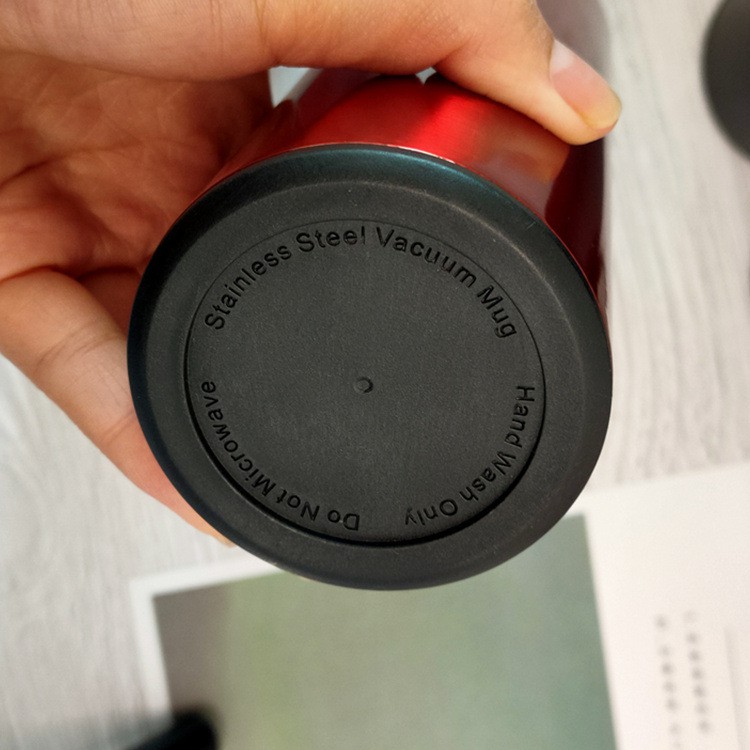 Stainless Steel Vacuum Mug
Hand Wash Only
Do Not Microwave